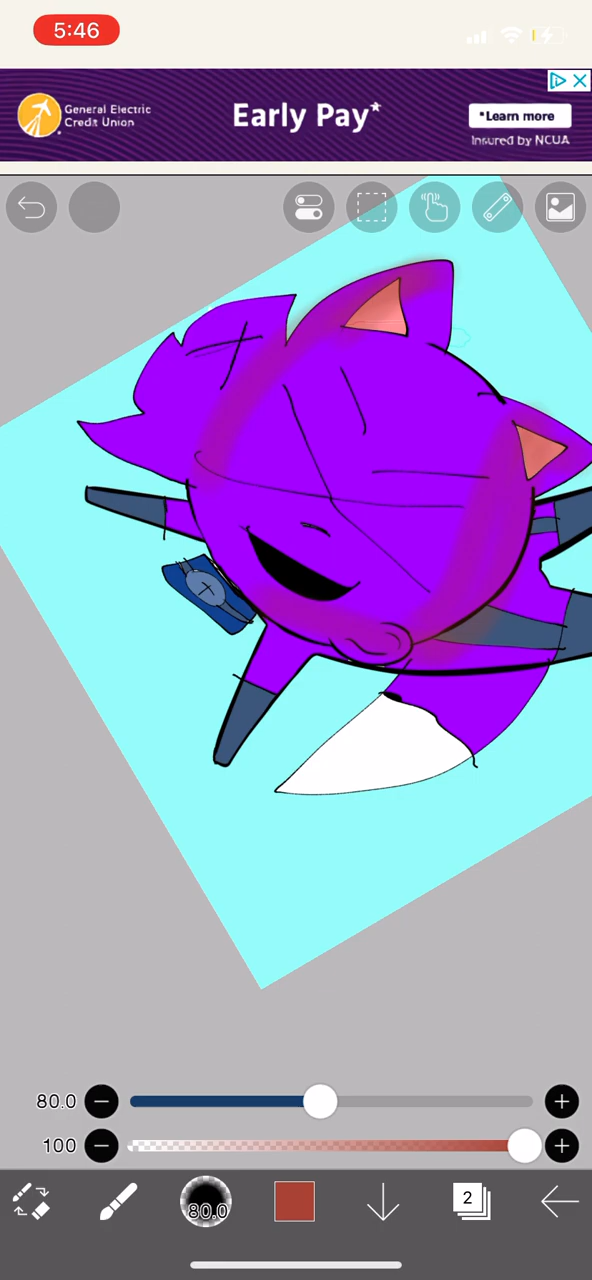 5:46
General Electric
Credit Union
Early Pay*
*Learn more
Insured by NCUA
80.0
100
80.0
2